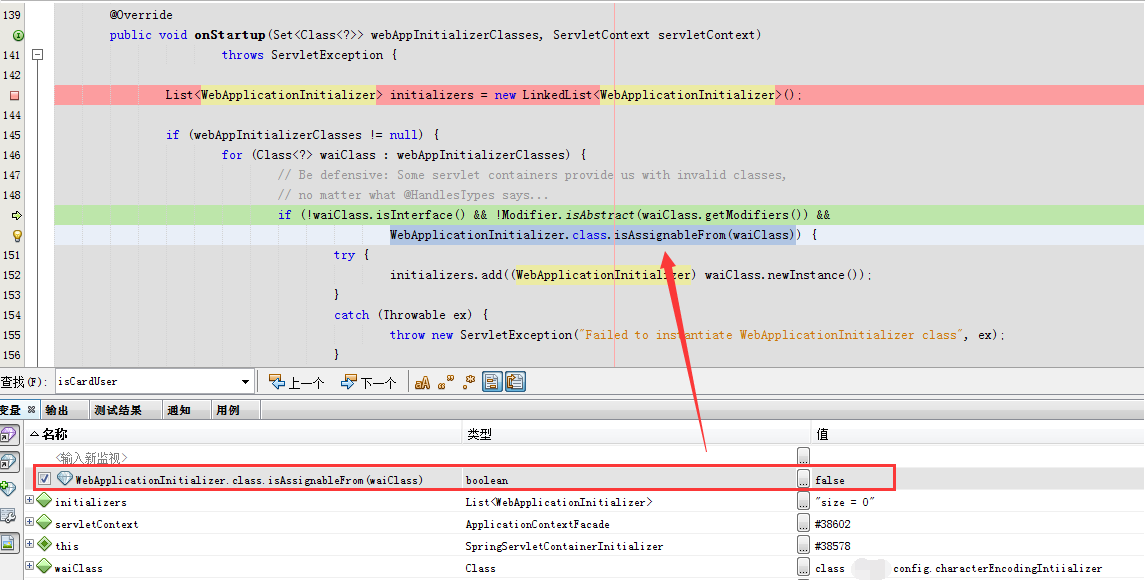 139 @Override
public void onStartup(Set<Class<?>> webAppInitializerClasses, ServletContext servletContext)
141 throws ServletException {
142
List<WebApplicationInitializer> initializers = new LinkedList<WebApplicationInitializer>();
144
145 if (webAppInitializerClasses != null) {
146 for (Class<?> waiClass : webAppInitializerClasses) {
147 // Be defensive: Some servlet containers provide us with invalid classes,
148 // no matter what @HandlesTypes says...
if (!waiClass.isInterface() && !Modifier.isAbstract(waiClass.getModifiers()) &&
WebApplicationInitializer.class.isAssignableFrom(waiClass)) {
151 try {
152 initializers.add((WebApplicationInitializer) waiClass.newInstance());
153 }
154 catch (Throwable ex) {
155 throw new ServletException("Failed to instantiate WebApplicationInitializer class", ex);
156 }
查找(F): isCardUser 上一个 下一个 aA
变量 输出 测试结果 通知 用例
名称 类型 值
<输入新监视> ...
WebApplicationInitializer.class.isAssignableFrom(waiClass) boolean ... false
initializers List<WebApplicationInitializer> ... "size = 0"
servletContext ApplicationContextFacade ... #38602
this SpringServletContainerInitializer ... #38578
waiClass Class ... class config.characterEncodingIntiializer